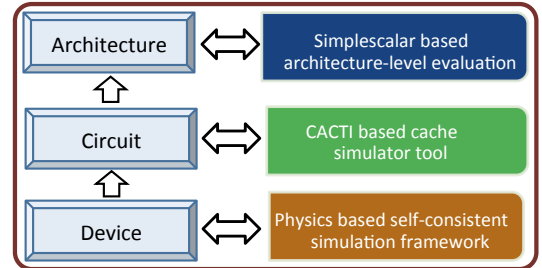 Architecture
Simplescalar based
architecture-level evaluation
Circuit
CACTI based cache
simulator tool
Device
Physics based self-consistent
simulation framework